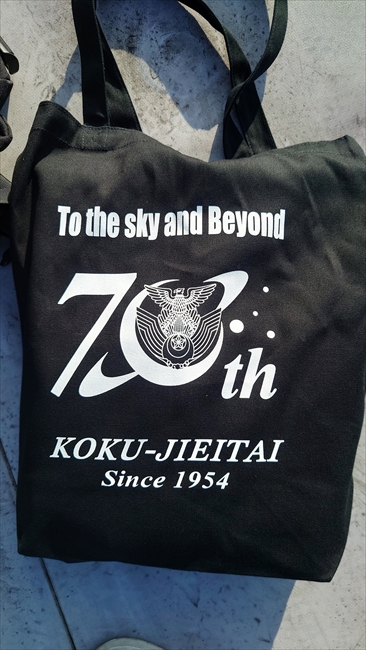 To the sky and Beyond
70th
KOKU-JIEITAI
Since 1954